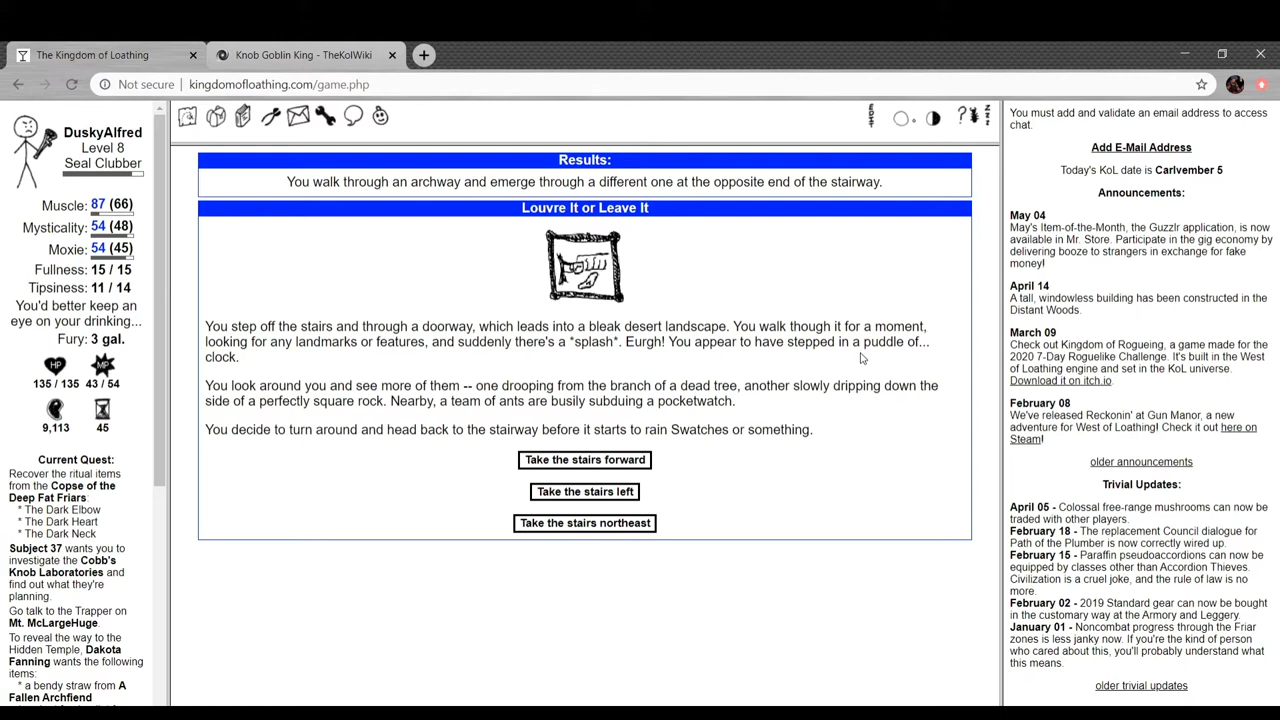 The Kingdom of Loathing
Knob Goblin King - TheKolWiki
Not secure
kingdomofloathing.com/game.php
DuskyAlfred
Level 8
Seal Clubber
Muscle: 87 (66)
Mysticality: 54 (48)
Moxie: 54 (45)
Fullness: 15 / 15
Tipsiness: 11 / 14
You'd better keep an
eye on your drinking...
Fury: 3 gal.
HP
MP
135 / 135
43 / 54
9,113
45
Current Quest:
Recover the ritual items
from the Copse of the
Deep Fat Friars:
* The Dark Elbow
* The Dark Heart
* The Dark Neck
Subject 37 wants you to
investigate the Cobb's
Knob Laboratories and
find out what they're
planning.
Go talk to the Trapper on
Mt. McLargeHuge.
To reveal the way to the
Hidden Temple, Dakota
Fanning wants the following
items:
* a bendy straw from A
Fallen Archfiend
Results:
You walk through an archway and emerge through a different one at the opposite end of the stairway.
Louvre It or Leave It
You step off the stairs and through a doorway, which leads into a bleak desert landscape. You walk though it for a moment,
looking for any landmarks or features, and suddenly there's a *splash*. Eurgh! You appear to have stepped in a puddle of...
clock.
You look around you and see more of them -- one drooping from the branch of a dead tree, another slowly dripping down the
side of a perfectly square rock. Nearby, a team of ants are busily subduing a pocketwatch.
You decide to turn around and head back to the stairway before it starts to rain Swatches or something.
Take the stairs forward
Take the stairs left
Take the stairs northeast
You must add and validate an email address to access
chat.
Add E-Mail Address
Today's KoL date is Carlvember 5
Announcements:
May 04
May's Item-of-the-Month, the Guzzlr application, is now
available in Mr. Store. Participate in the gig economy by
delivering booze to strangers in exchange for fake
money!
April 14
A tall, windowless building has been constructed in the
Distant Woods.
March 09
Check out Kingdom of Rogueing, a game made for the
2020 7-Day Roguelike Challenge. It's built in the West
of Loathing engine and set in the KoL universe.
Download it on itch.io.
February 08
We've released Reckonin' at Gun Manor, a new
adventure for West of Loathing! Check it out here on
Steam!
older announcements
Trivial Updates:
April 05 - Colossal free-range mushrooms can now be
traded with other players.
February 18 - The replacement Council dialogue for
Path of the Plumber is now correctly wired up.
February 15 - Paraffin pseudoaccordions can now be
equipped by classes other than Accordion Thieves.
Civilization is a cruel joke, and the rule of law is no
more.
February 02 - 2019 Standard gear can now be bought
in the customary way at the Armory and Leggery.
January 01 - Noncombat progress through the Friar
zones is less janky now. If you're the kind of person
who cared about this, you'll probably understand what
this means.
older trivial updates